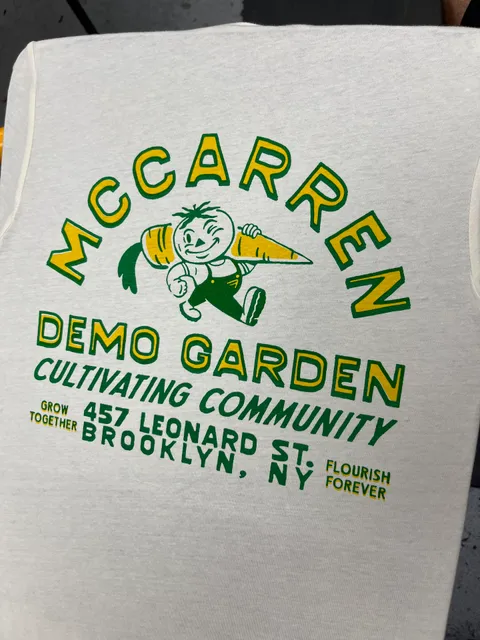 MCCARREN
DEMO GARDEN
CULTIVATING COMMUNITY
GROW
TOGETHER
457 LEONARD ST.
BROOKLYN, NY
FLOURISH
FOREVER